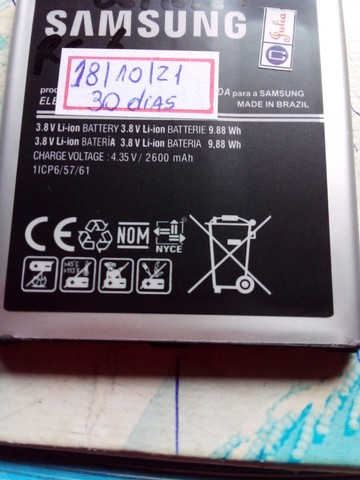 SAMSUNG
Julia
18/10/21
30 dias
DA para a SAMSUNG
ELE
MADE IN BRAZIL
3.8 V Li-ion BATTERY 3.8 V Li-ion BATTERIE 9.88 Wh
3.8 V Li-ion BATERÍA 3,8 V Li-ion BATERIA 9,88 Wh
CHARGE VOLTAGE : 4.35 V / 2600 mAh
1ICP6/57/61
CE
NOM
NYCE
>45°C
>113°F